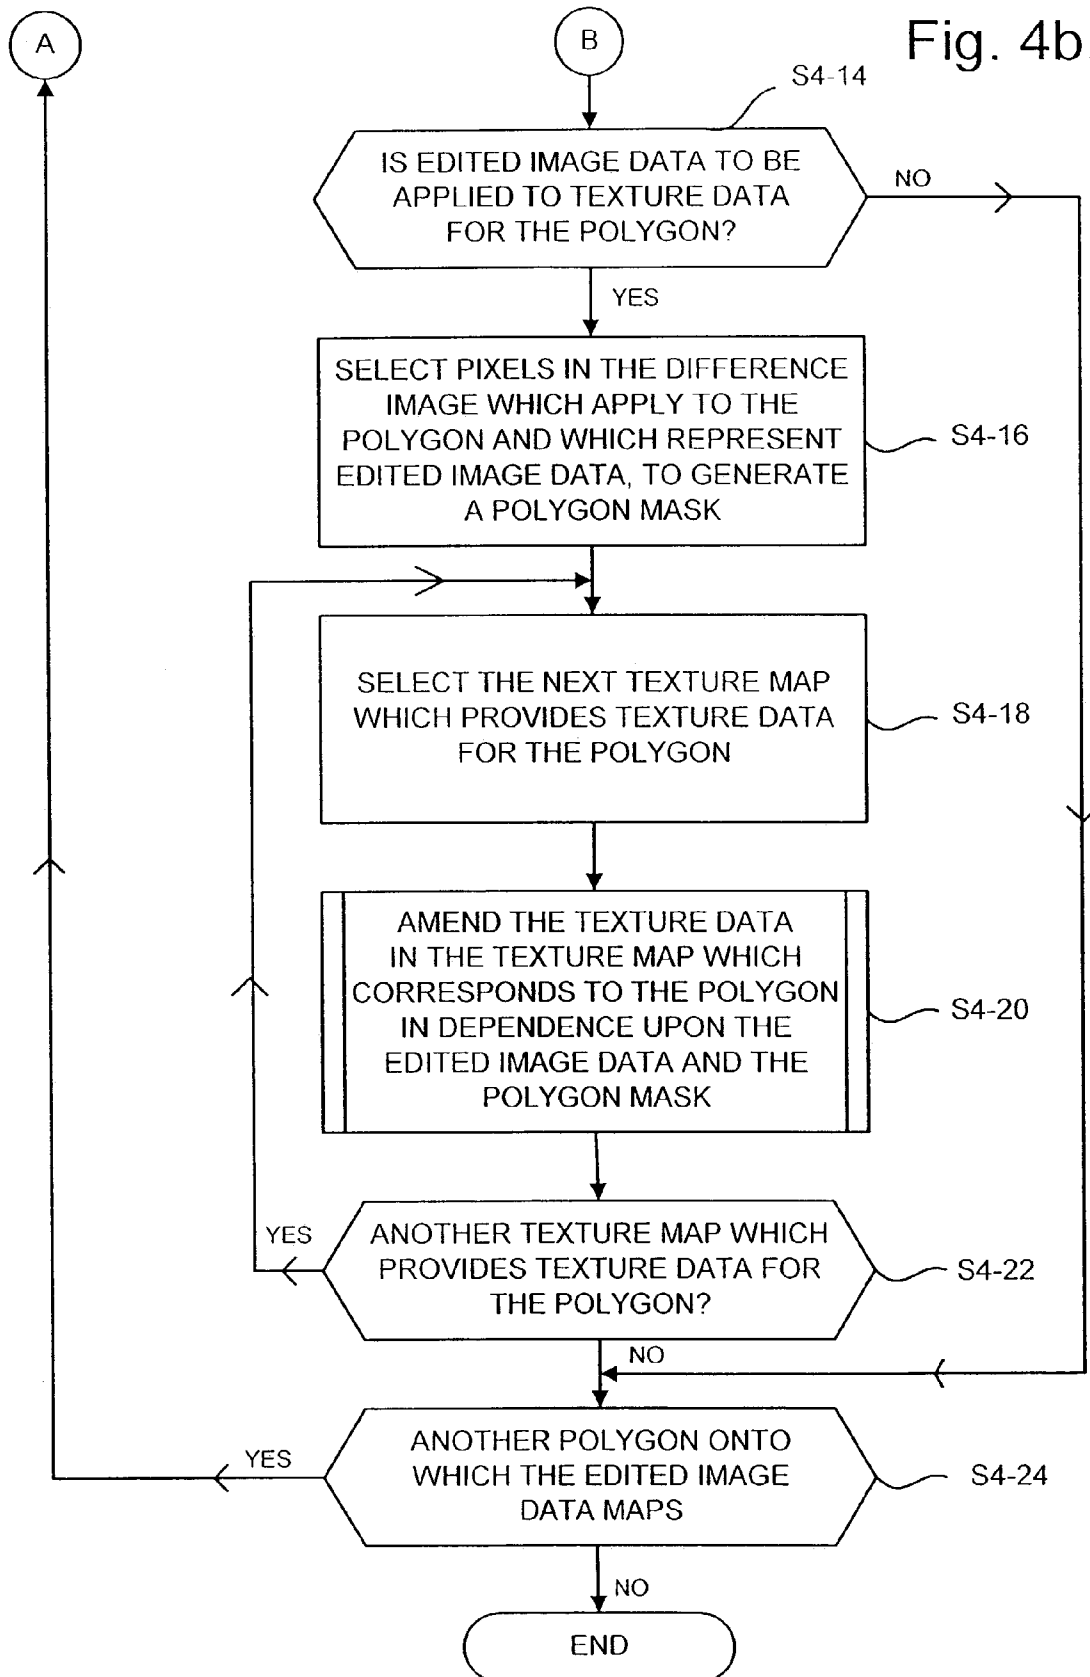 A
B
Fig. 4b
S4-14
IS EDITED IMAGE DATA TO BE
APPLIED TO TEXTURE DATA
FOR THE POLYGON?
NO
YES
SELECT PIXELS IN THE DIFFERENCE
IMAGE WHICH APPLY TO THE
POLYGON AND WHICH REPRESENT
EDITED IMAGE DATA, TO GENERATE
A POLYGON MASK
S4-16
SELECT THE NEXT TEXTURE MAP
WHICH PROVIDES TEXTURE DATA
FOR THE POLYGON
S4-18
AMEND THE TEXTURE DATA
IN THE TEXTURE MAP WHICH
CORRESPONDS TO THE POLYGON
IN DEPENDENCE UPON THE
EDITED IMAGE DATA AND THE
POLYGON MASK
S4-20
YES
ANOTHER TEXTURE MAP WHICH
PROVIDES TEXTURE DATA FOR
THE POLYGON?
S4-22
NO
YES
ANOTHER POLYGON ONTO
WHICH THE EDITED IMAGE
DATA MAPS
S4-24
NO
END